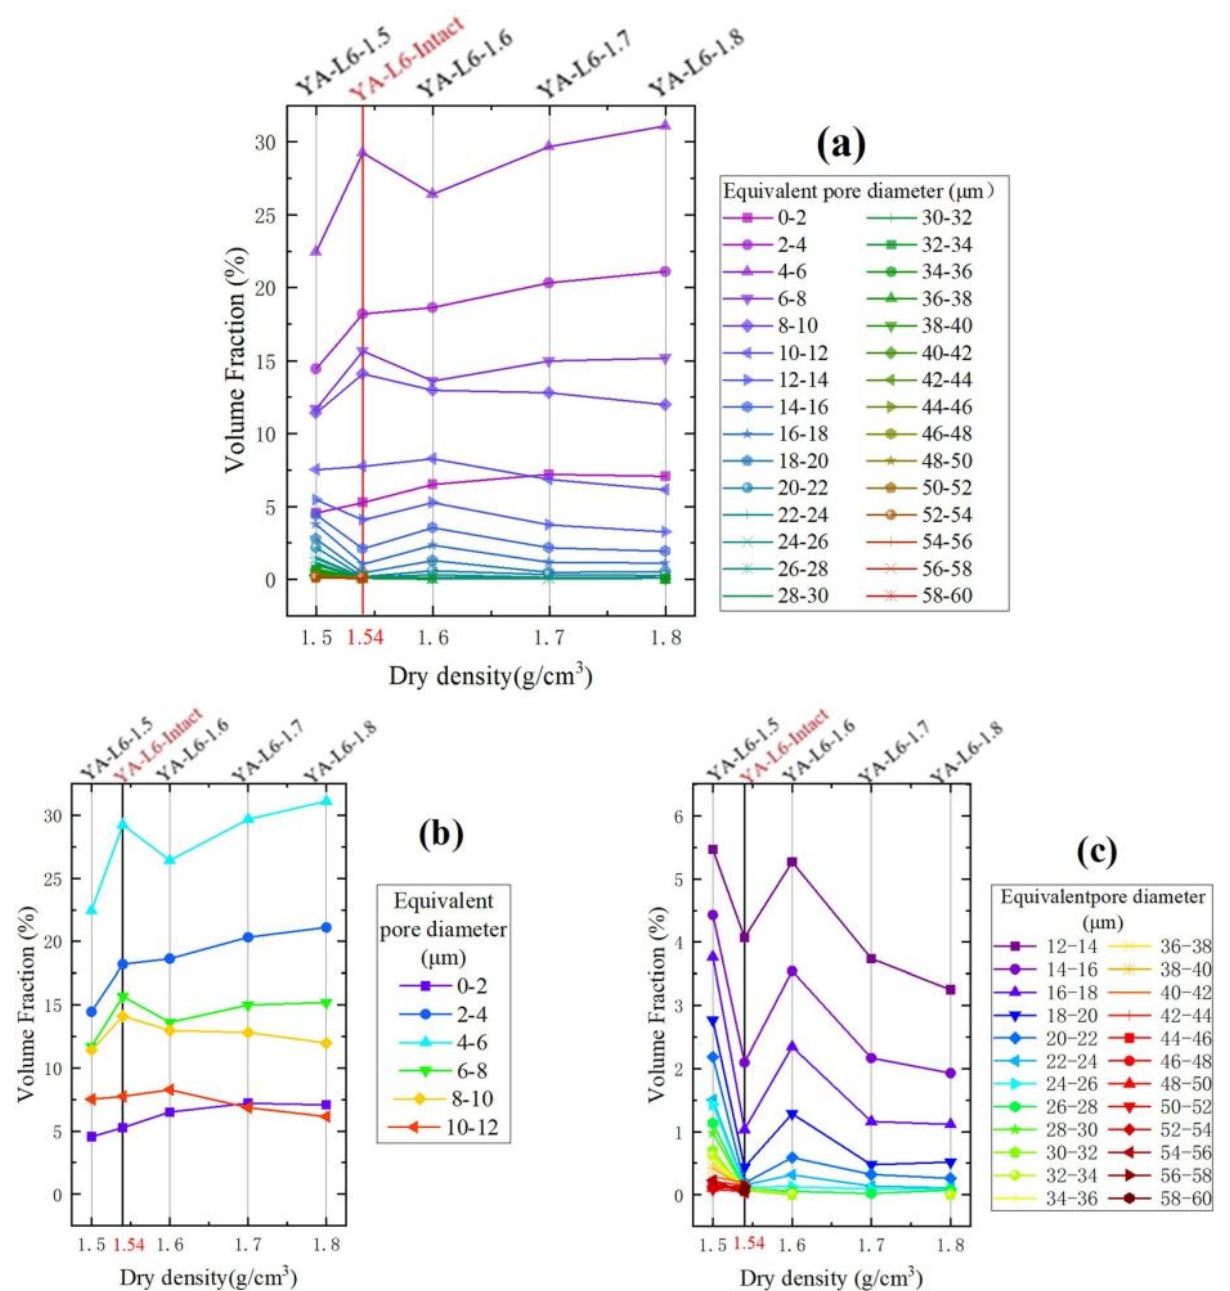 YA-L6-1.5
YA-L6-Intact
YA-L6-1.6
YA-L6-1.7
YA-L6-1.8
(a)
Volume Fraction (%)
30
25
20
15
10
5
0
1.5 1.54 1.6 1.7 1.8
Dry density(g/cm³)
Equivalent pore diameter (μm)
0-2 30-32
2-4 32-34
4-6 34-36
6-8 36-38
8-10 38-40
10-12 40-42
12-14 42-44
14-16 44-46
16-18 46-48
18-20 48-50
20-22 50-52
22-24 52-54
24-26 54-56
26-28 56-58
28-30 58-60
YA-L6-1.5
YA-L6-Intact
YA-L6-1.6
YA-L6-1.7
YA-L6-1.8
(b)
Volume Fraction (%)
30
25
20
15
10
5
0
1.5 1.54 1.6 1.7 1.8
Dry density(g/cm³)
Equivalent
pore diameter
(μm)
0-2
2-4
4-6
6-8
8-10
10-12
YA-L6-1.5
YA-L6-Intact
YA-L6-1.6
YA-L6-1.7
YA-L6-1.8
(c)
Volume Fraction (%)
6
5
4
3
2
1
0
1.5 1.54 1.6 1.7 1.8
Dry density(g/cm³)
Equivalentpore diameter
(μm)
12-14 36-38
14-16 38-40
16-18 40-42
18-20 42-44
20-22 44-46
22-24 46-48
24-26 48-50
26-28 50-52
28-30 52-54
30-32 54-56
32-34 56-58
34-36 58-60